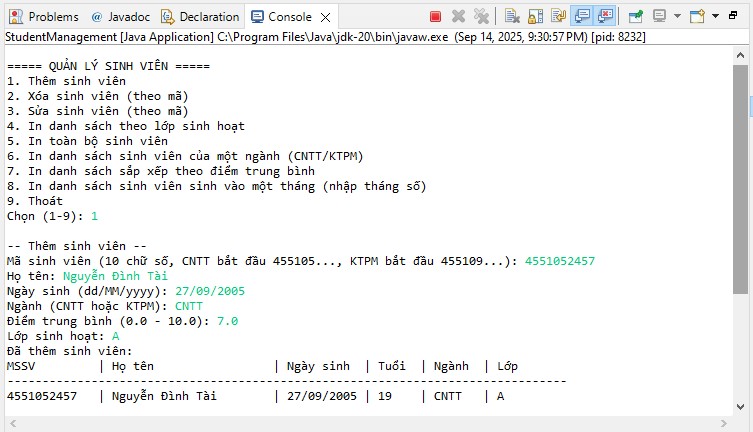 Problems @ Javadoc Declaration Console
StudentManagement [Java Application] C:\Program Files\Java\jdk-20\bin\javaw.exe (Sep 14, 2025, 9:30:57 PM) [pid: 8232]
===== QUẢN LÝ SINH VIÊN =====
1. Thêm sinh viên
2. Xóa sinh viên (theo mã)
3. Sửa sinh viên (theo mã)
4. In danh sách theo lớp sinh hoạt
5. In toàn bộ sinh viên
6. In danh sách sinh viên của một ngành (CNTT/KTPM)
7. In danh sách sắp xếp theo điểm trung bình
8. In danh sách sinh viên sinh vào một tháng (nhập tháng số)
9. Thoát
Chọn (1-9): 1
-- Thêm sinh viên --
Mã sinh viên (10 chữ số, CNTT bắt đầu 455105..., KTPM bắt đầu 455109...): 4551052457
Họ tên: Nguyễn Đình Tài
Ngày sinh (dd/MM/yyyy): 27/09/2005
Ngành (CNTT hoặc KTPM): CNTT
Điểm trung bình (0.0 - 10.0): 7.0
Lớp sinh hoạt: A
Đã thêm sinh viên:
MSSV | Họ tên | Ngày sinh | Tuổi | Ngành | Lớp
--------------------------------------------------------------------------------
4551052457 | Nguyễn Đình Tài | 27/09/2005 | 19 | CNTT | A